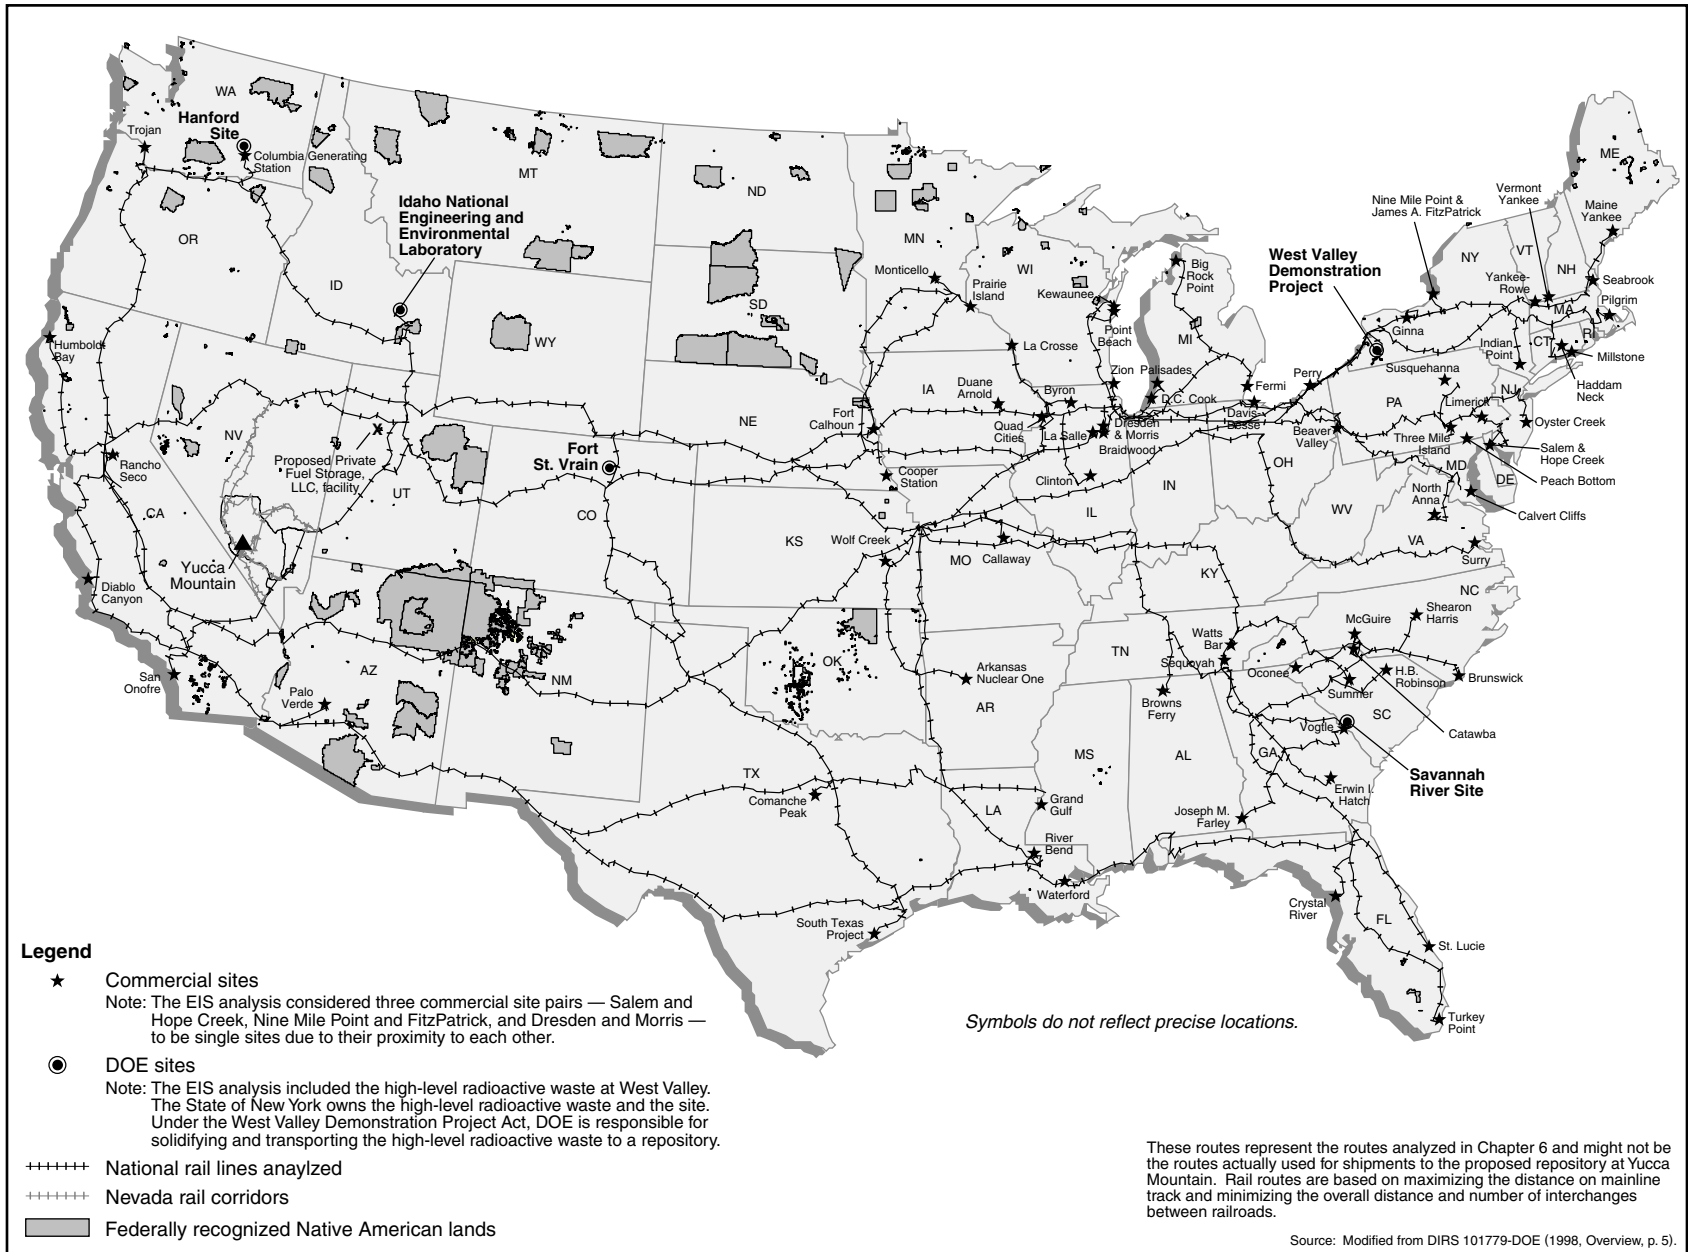 WA
Hanford
Site
Trojan
Columbia Generating
Station
MT
ND
Idaho National
Engineering and
Environmental
Laboratory
OR
ID
MN
WI
Monticello
Prairie
Island
Kewaunee
Big
Rock
Point
Nine Mile Point &
James A. FitzPatrick
Vermont
Yankee
ME
Maine
Yankee
West Valley
Demonstration
Project
NY
VT
NH
Yankee-
Rowe
Seabrook
Pilgrim
MA
RI
CT
Ginna
Indian
Point
Millstone
Haddam
Neck
Humboldt
Bay
WY
SD
La Crosse
Point
Beach
MI
Zion
Palisades
D.C. Cook
Fermi
Perry
Davis-
Besse
Susquehanna
NJ
PA
Limerick
Oyster Creek
Beaver
Valley
Three Mile
Island
Salem &
Hope Creek
Peach Bottom
MD
DE
IA
Duane
Arnold
Byron
Fort
Calhoun
Quad
Cities
La Salle
Dresden
& Morris
Braidwood
NE
NV
Rancho
Seco
Proposed Private
Fuel Storage,
LLC, facility
UT
Fort
St. Vrain
Cooper
Station
Clinton
IN
OH
IL
WV
North
Anna
Calvert Cliffs
VA
Surry
CA
CO
KS
Wolf Creek
MO
Callaway
KY
Yucca
Mountain
Diablo
Canyon
NC
McGuire
Shearon
Harris
Watts
Bar
TN
Sequoyah
Oconee
H.B.
Robinson
Brunswick
Summer
SC
Catawba
San
Onofre
Palo
Verde
AZ
NM
OK
Arkansas
Nuclear One
AR
Browns
Ferry
Vogtle
Savannah
River Site
GA
Erwin I.
Hatch
MS
AL
TX
Comanche
Peak
LA
Grand
Gulf
Joseph M.
Farley
River
Bend
Waterford
South Texas
Project
Crystal
River
FL
St. Lucie
Turkey
Point
Legend
Commercial sites
Note: The EIS analysis considered three commercial site pairs — Salem and
Hope Creek, Nine Mile Point and FitzPatrick, and Dresden and Morris —
to be single sites due to their proximity to each other.
DOE sites
Note: The EIS analysis included the high-level radioactive waste at West Valley.
The State of New York owns the high-level radioactive waste and the site.
Under the West Valley Demonstration Project Act, DOE is responsible for
solidifying and transporting the high-level radioactive waste to a repository.
National rail lines anaylzed
Nevada rail corridors
Federally recognized Native American lands
Symbols do not reflect precise locations.
These routes represent the routes analyzed in Chapter 6 and might not be
the routes actually used for shipments to the proposed repository at Yucca
Mountain. Rail routes are based on maximizing the distance on mainline
track and minimizing the overall distance and number of interchanges
between railroads.
Source: Modified from DIRS 101779-DOE (1998, Overview, p. 5).